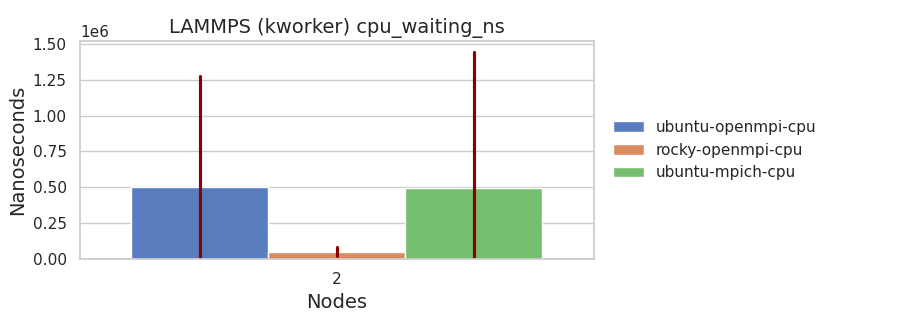 LAMMPS (kworker) cpu_waiting_ns
1e6
1.50
1.25
1.00
0.75
0.50
0.25
0.00
Nanoseconds
2
Nodes
ubuntu-openmpi-cpu
rocky-openmpi-cpu
ubuntu-mpich-cpu